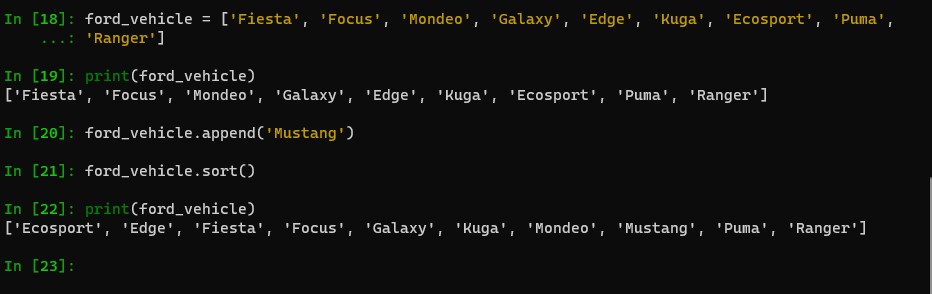 In [18]: ford_vehicle = ['Fiesta', 'Focus', 'Mondeo', 'Galaxy', 'Edge', 'Kuga', 'Ecosport', 'Puma',
...: 'Ranger']
In [19]: print(ford_vehicle)
['Fiesta', 'Focus', 'Mondeo', 'Galaxy', 'Edge', 'Kuga', 'Ecosport', 'Puma', 'Ranger']
In [20]: ford_vehicle.append('Mustang')
In [21]: ford_vehicle.sort()
In [22]: print(ford_vehicle)
['Ecosport', 'Edge', 'Fiesta', 'Focus', 'Galaxy', 'Kuga', 'Mondeo', 'Mustang', 'Puma', 'Ranger']
In [23]: